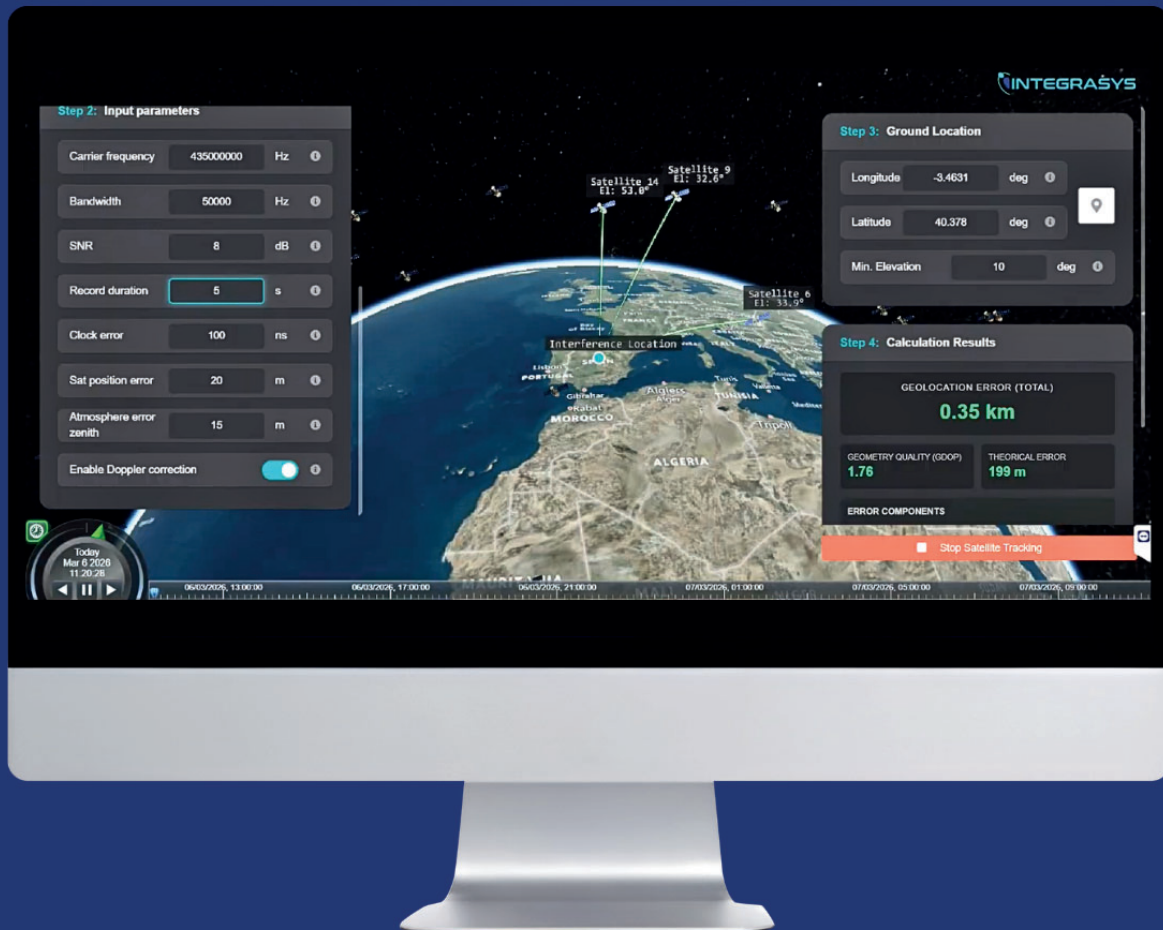 INTEGRASYS
Step 2: Input parameters
Carrier frequency 435000000 Hz
Bandwidth 50000 Hz
SNR 8 dB
Record duration 5 s
Clock error 100 ns
Sat position error 20 m
Atmosphere error
zenith 15 m
Enable Doppler correction
Satellite 14
El: 53.0°
Satellite 9
El: 32.6°
Satellite 6
El: 33.9°
Interference Location
FRANCE
SPAIN
Lisbon
PORTUGAL
Gibraltar
Rabat
MOROCCO
Algiers
Alger
Tunis
TUNISIA
Valletta
Tripoli
ALGERIA
MAURITANIA
Step 3: Ground Location
Longitude -3.4631 deg
Latitude 40.378 deg
Min. Elevation 10 deg
Step 4: Calculation Results
GEOLOCATION ERROR (TOTAL)
0.35 km
GEOMETRY QUALITY (GDOP)
1.76
THEORICAL ERROR
199 m
ERROR COMPONENTS
Stop Satellite Tracking
Today
Mar 6 2026
11:20:28
06/03/2026, 13:00:00
06/03/2026, 17:00:00
06/03/2026, 21:00:00
07/03/2026, 01:00:00
07/03/2026, 05:00:00
07/03/2026, 09:00:00